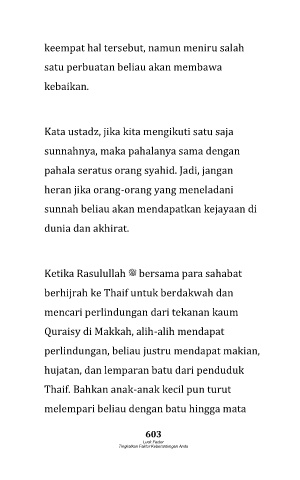 keempat hal tersebut, namun meniru salah
satu perbuatan beliau akan membawa
kebaikan.
Kata ustadz, jika kita mengikuti satu saja
sunnahnya, maka pahalanya sama dengan
pahala seratus orang syahid. Jadi, jangan
heran jika orang-orang yang meneladani
sunnah beliau akan mendapatkan kejayaan di
dunia dan akhirat.
Ketika Rasulullah ﷺ bersama para sahabat
berhijrah ke Thaif untuk berdakwah dan
mencari perlindungan dari tekanan kaum
Quraisy di Makkah, alih-alih mendapat
perlindungan, beliau justru mendapat makian,
hujatan, dan lemparan batu dari penduduk
Thaif. Bahkan anak-anak kecil pun turut
melempari beliau dengan batu hingga mata
603
Luck Factor
Tingkatkan Faktor Keberuntungan Anda